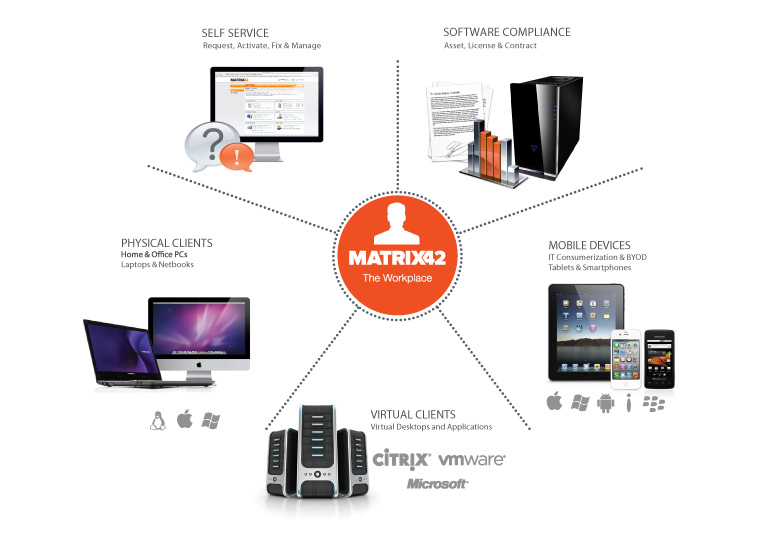 SELF SERVICE
Request, Activate, Fix & Manage
MATRIX42
SOFTWARE COMPLIANCE
Asset, License & Contract
MATRIX42
The Workplace
PHYSICAL CLIENTS
Home & Office PCs
Laptops & Netbooks
MOBILE DEVICES
IT Consumerization & BYOD
Tablets & Smartphones
VIRTUAL CLIENTS
Virtual Desktops and Applications
CITRIX®
vmware®
Microsoft®